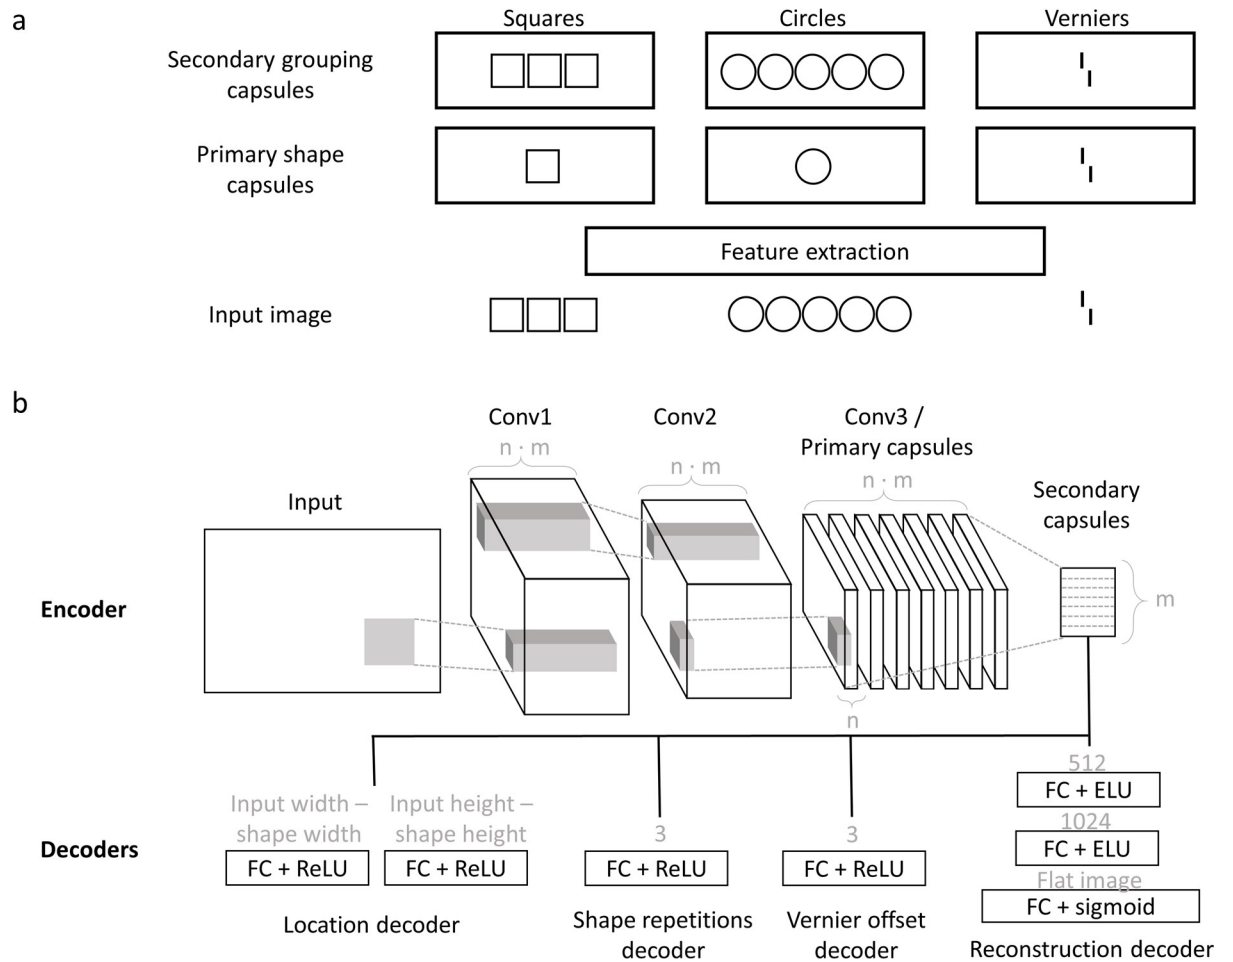 a
Squares
Circles
Verniers
Secondary grouping
capsules
Primary shape
capsules
Feature extraction
Input image
b
Conv1
n · m
Conv2
n · m
Conv3 /
Primary capsules
n · m
Input
Secondary
capsules
Encoder
m
n
512
FC + ELU
1024
FC + ELU
Flat image
FC + sigmoid
Reconstruction decoder
Input width –
shape width
Input height –
shape height
3
3
Decoders
FC + ReLU
FC + ReLU
FC + ReLU
FC + ReLU
Location decoder
Shape repetitions
decoder
Vernier offset
decoder